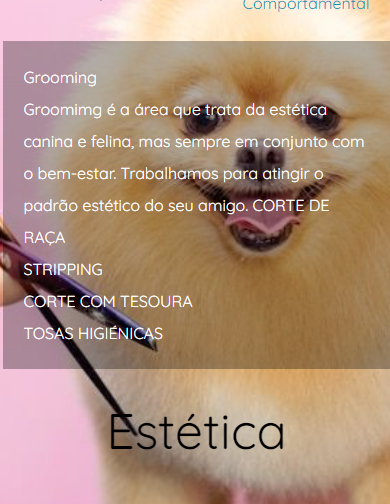 Comportamental
Grooming
Groomimg é a área que trata da estética
canina e felina, mas sempre em conjunto com
o bem-estar. Trabalhamos para atingir o
padrão estético do seu amigo. CORTE DE
RAÇA
STRIPPING
CORTE COM TESOURA
TOSAS HIGIÉNICAS
Estética